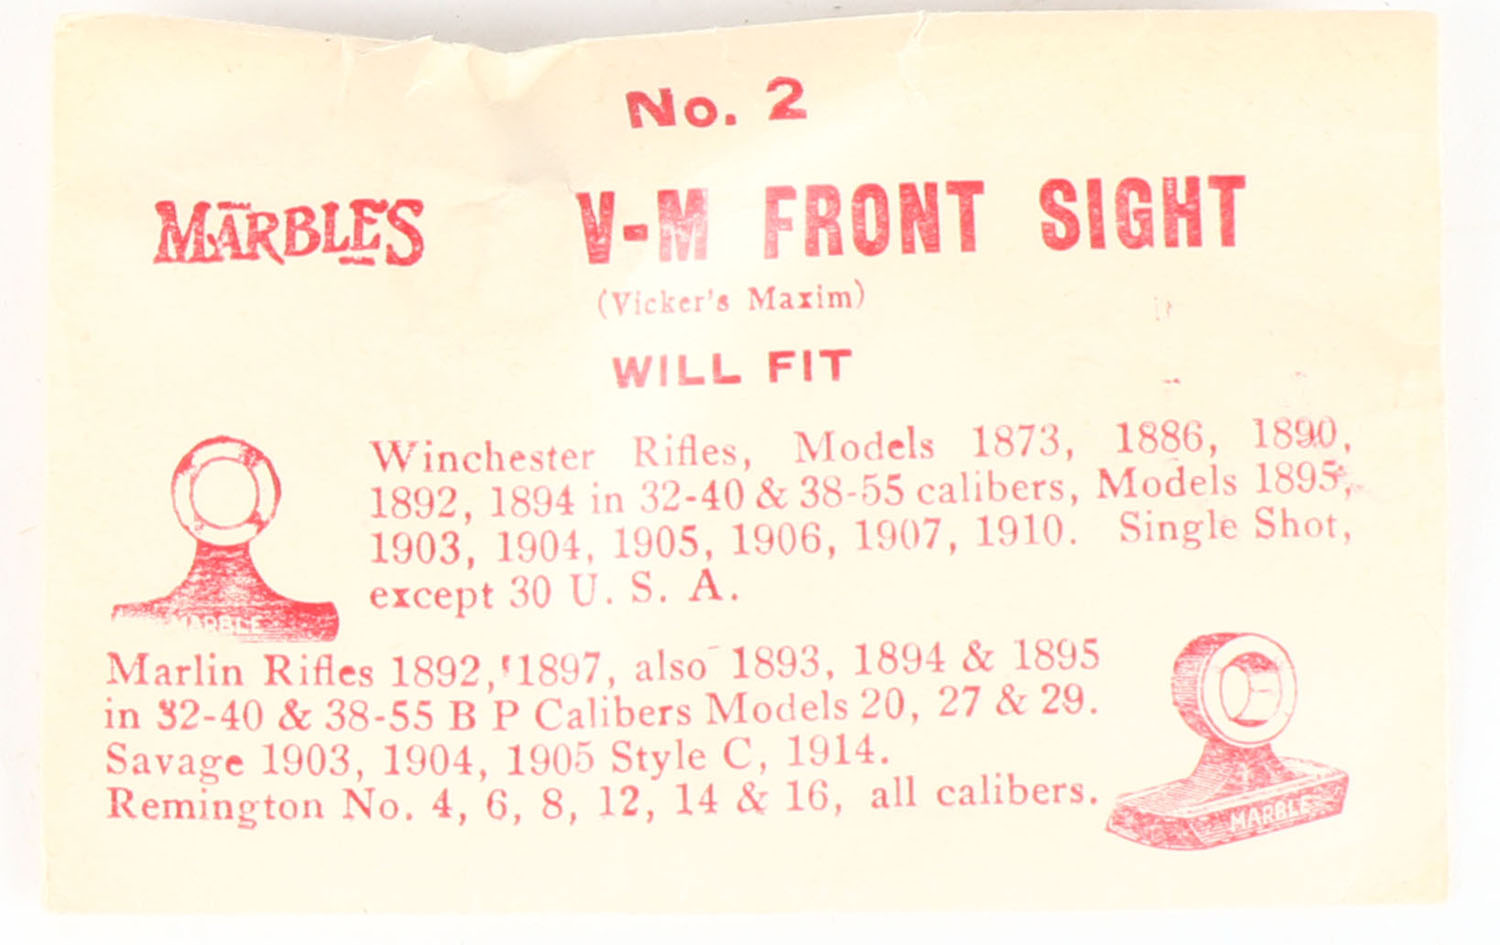 No. 2
MARBLES V-M FRONT SIGHT
(Vicker's Maxim)
WILL FIT
Winchester Rifles, Models 1873, 1886, 1890,
1892, 1894 in 32-40 & 38-55 calibers, Models 1895,
1903, 1904, 1905, 1906, 1907, 1910. Single Shot,
except 30 U. S. A.
MARBLE
Marlin Rifles 1892, 1897, also 1893, 1894 & 1895
in 32-40 & 38-55 B P Calibers Models 20, 27 & 29.
Savage 1903, 1904, 1905 Style C, 1914.
Remington No. 4, 6, 8, 12, 14 & 16, all calibers.
MARBLE